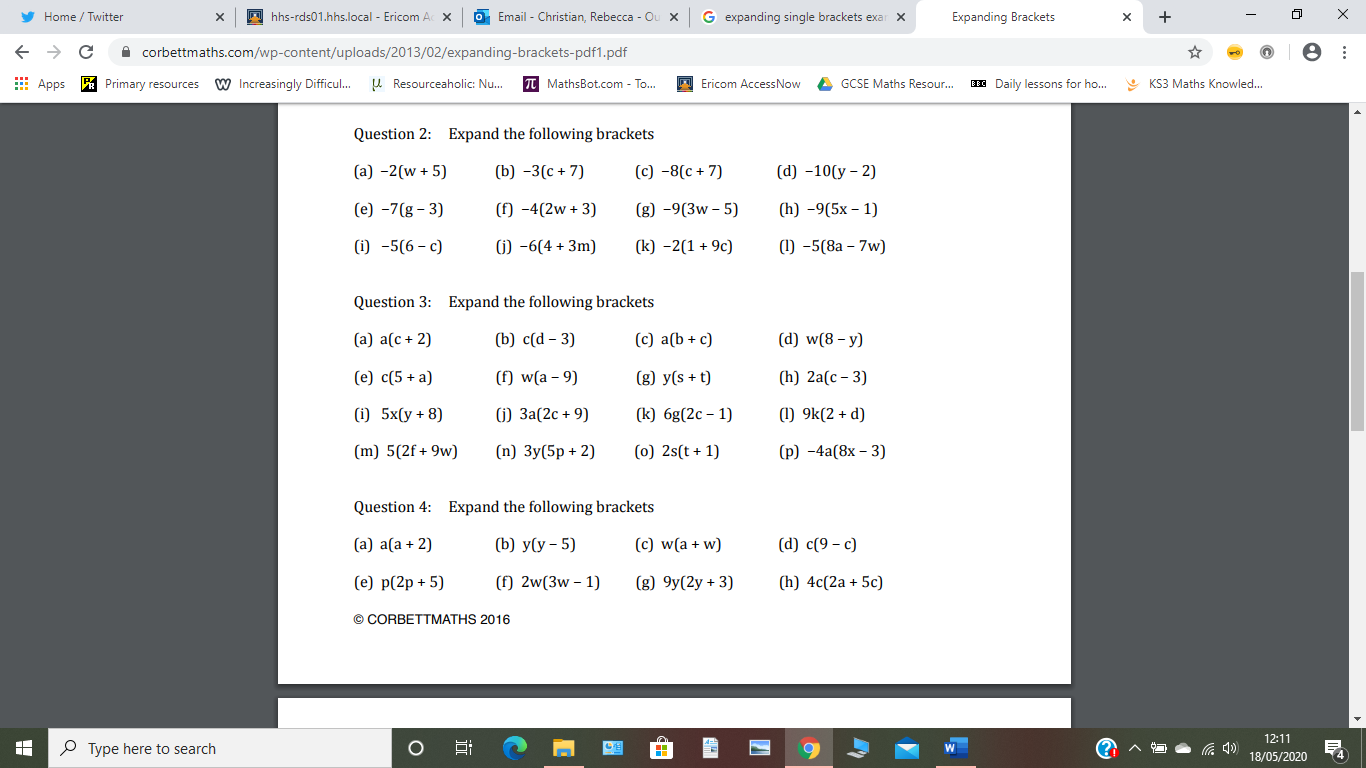 Home / Twitter
hhs-rds01.hhs.local - Ericom Ac
Email - Christian, Rebecca - Ou
expanding single brackets exar
Expanding Brackets
corbettmaths.com/wp-content/uploads/2013/02/expanding-brackets-pdf1.pdf
Apps Primary resources Increasingly Difficul... Resourceaholic: Nu... MathsBot.com - To... Ericom AccessNow GCSE Maths Resour... Daily lessons for ho... KS3 Maths Knowled...
Question 2: Expand the following brackets
(a) −2(w + 5) (b) −3(c + 7) (c) −8(c + 7) (d) −10(y − 2)
(e) −7(g − 3) (f) −4(2w + 3) (g) −9(3w − 5) (h) −9(5x − 1)
(i) −5(6 − c) (j) −6(4 + 3m) (k) −2(1 + 9c) (l) −5(8a − 7w)
Question 3: Expand the following brackets
(a) a(c + 2) (b) c(d − 3) (c) a(b + c) (d) w(8 − y)
(e) c(5 + a) (f) w(a − 9) (g) y(s + t) (h) 2a(c − 3)
(i) 5x(y + 8) (j) 3a(2c + 9) (k) 6g(2c − 1) (l) 9k(2 + d)
(m) 5(2f + 9w) (n) 3y(5p + 2) (o) 2s(t + 1) (p) −4a(8x − 3)
Question 4: Expand the following brackets
(a) a(a + 2) (b) y(y − 5) (c) w(a + w) (d) c(9 − c)
(e) p(2p + 5) (f) 2w(3w − 1) (g) 9y(2y + 3) (h) 4c(2a + 5c)
© CORBETTMATHS 2016
Type here to search
12:11
18/05/2020
4